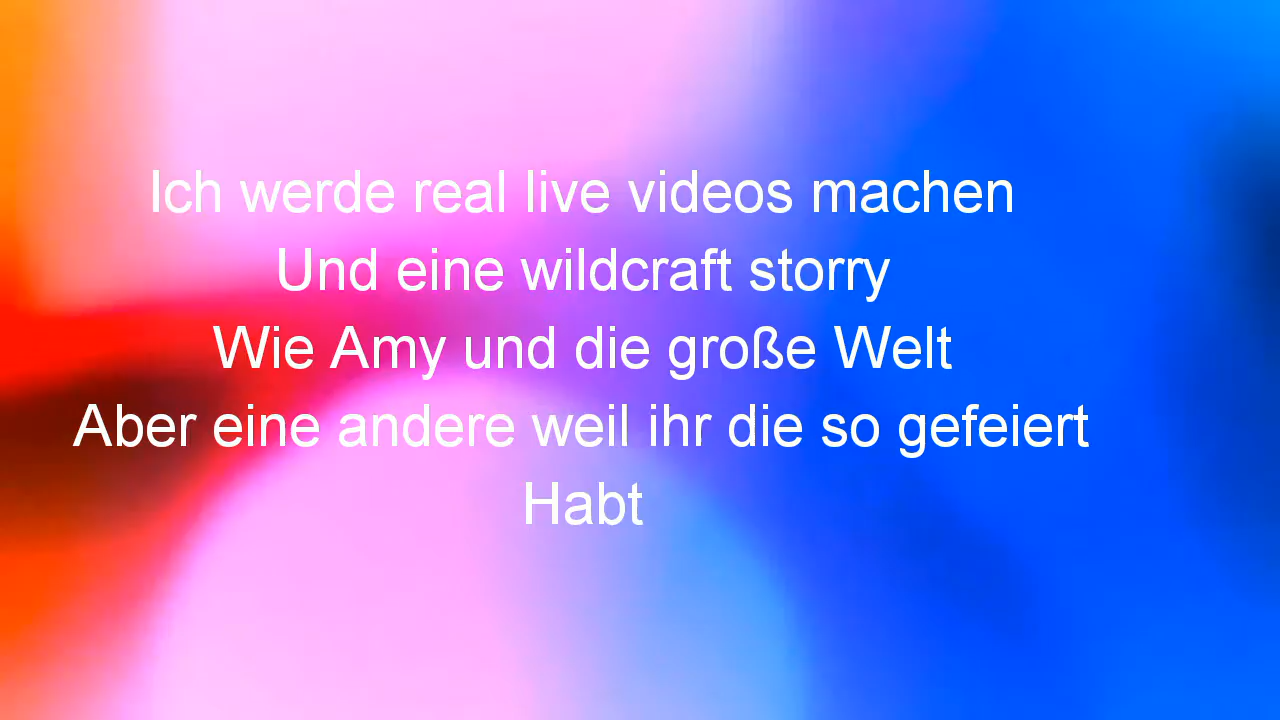 Ich werde real live videos machen
Und eine wildcraft storry
Wie Amy und die große Welt
Aber eine andere weil ihr die so gefeiert
Habt